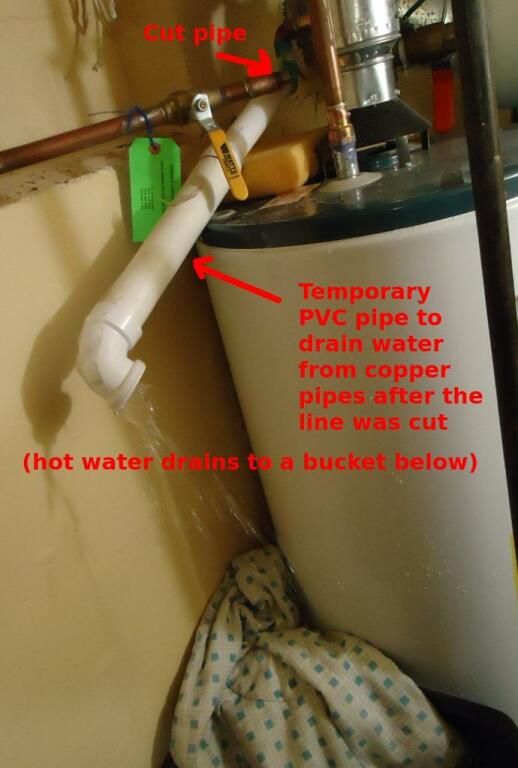 Cut pipe
Temporary
PVC pipe to
drain water
from copper
pipes after the
line was cut
(hot water drains to a bucket below)